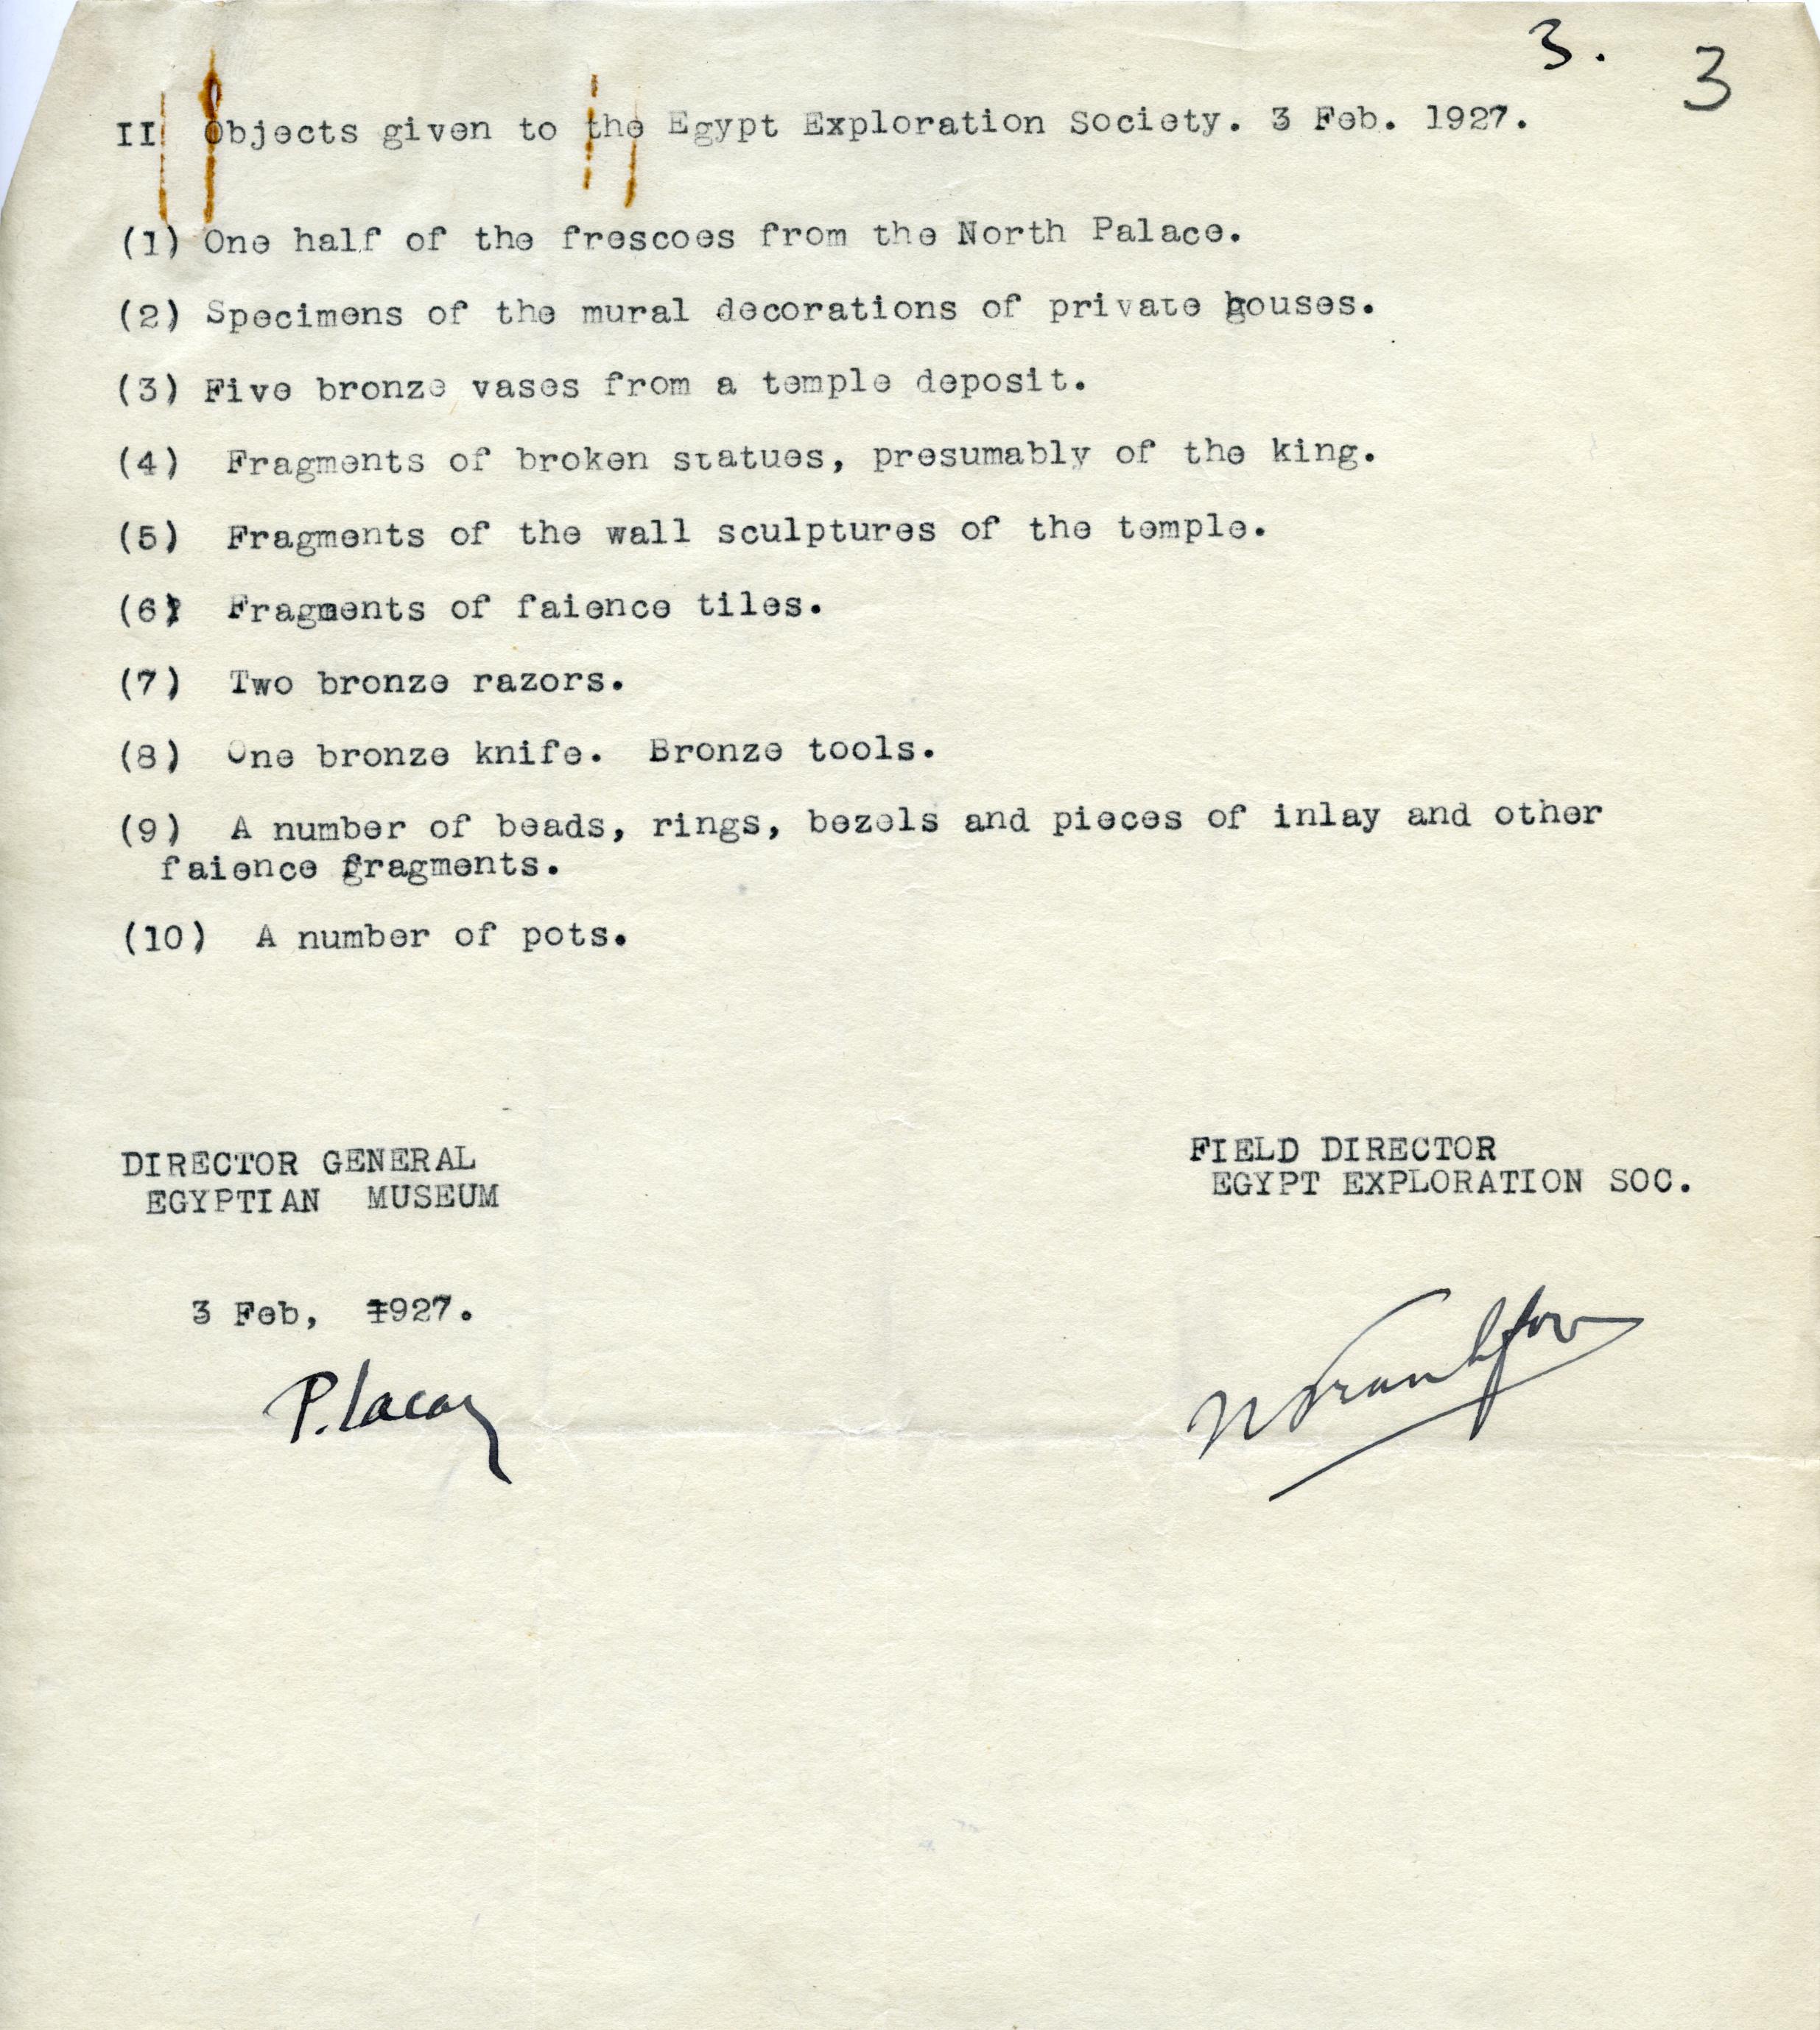 3. 3
II Objects given to the Egypt Exploration Society. 3 Feb. 1927.
(1) One half of the frescoes from the North Palace.
(2) Specimens of the mural decorations of private houses.
(3) Five bronze vases from a temple deposit.
(4) Fragments of broken statues, presumably of the king.
(5) Fragments of the wall sculptures of the temple.
(6) Fragments of faience tiles.
(7) Two bronze razors.
(8) One bronze knife. Bronze tools.
(9) A number of beads, rings, bezels and pieces of inlay and other
faience fragments.
(10) A number of pots.
DIRECTOR GENERAL
EGYPTIAN MUSEUM
3 Feb, 1927.
P. Lacau
FIELD DIRECTOR
EGYPT EXPLORATION SOC.
H Frankfort